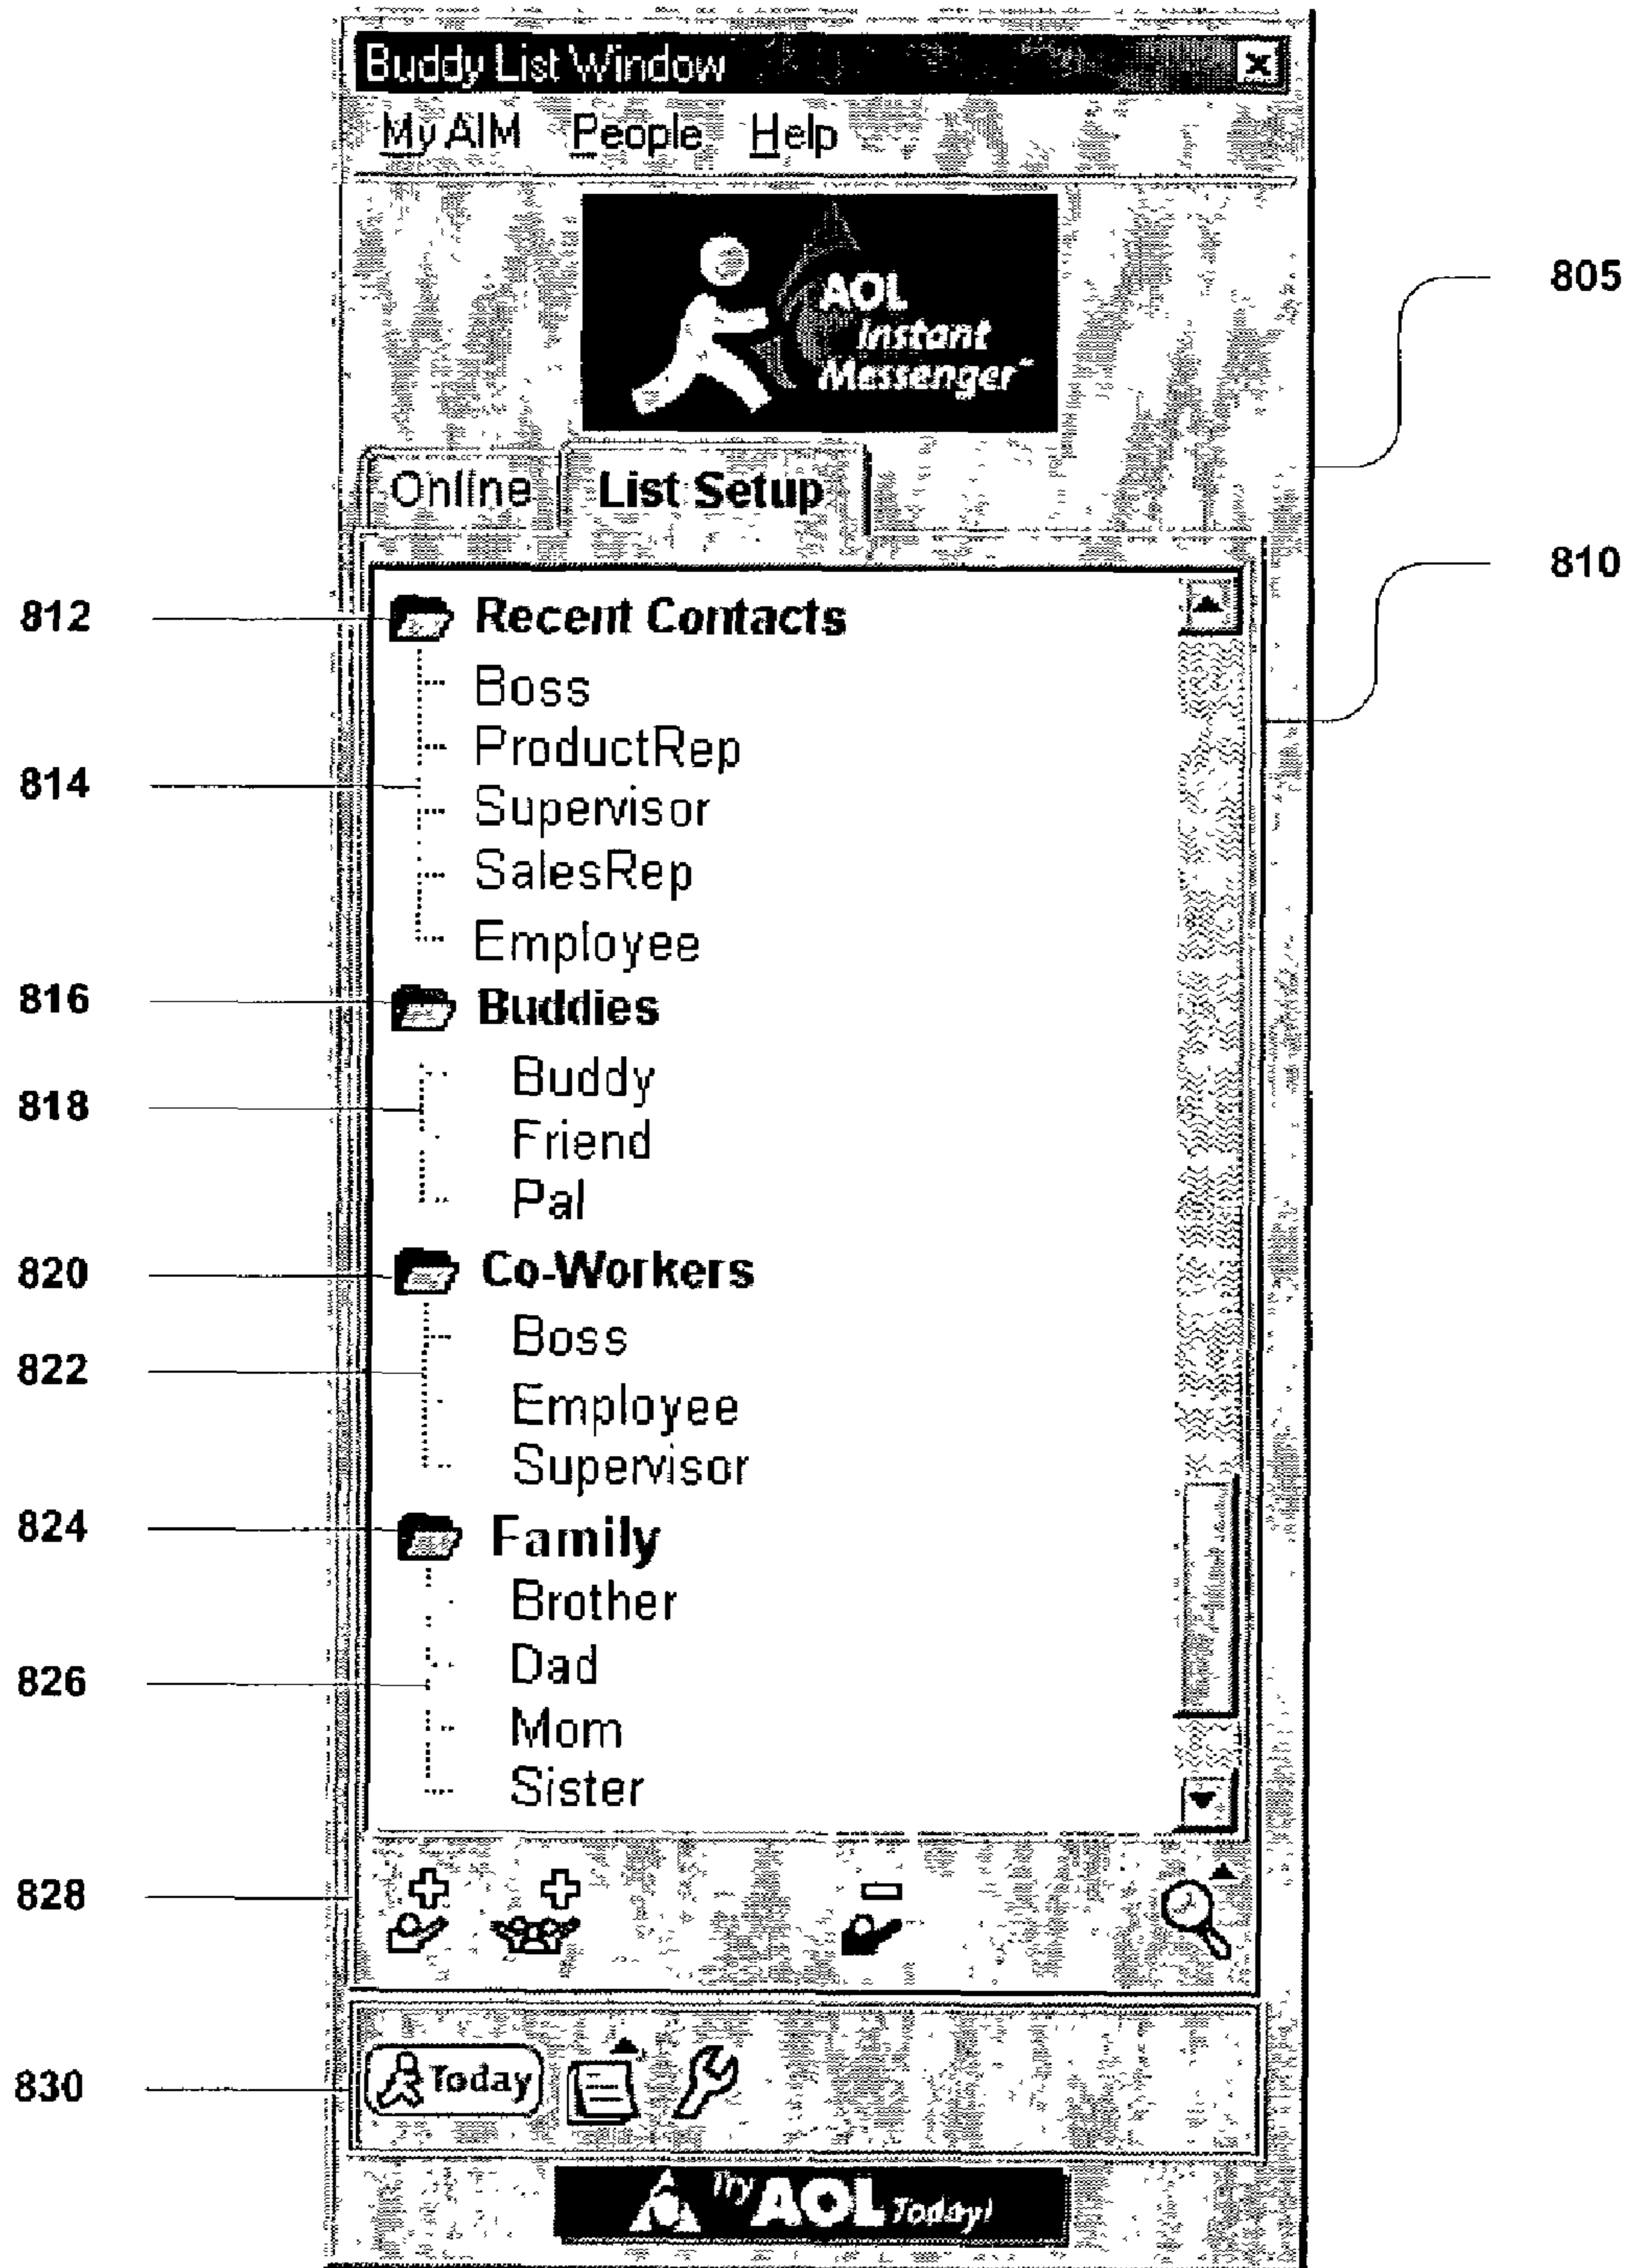 Buddy List Window
My AIM People Help
AOL
Instant
Messenger
805
Online List Setup
810
812 Recent Contacts
Boss
ProductRep
814
Supervisor
SalesRep
Employee
816 Buddies
Buddy
818
Friend
Pal
820 Co-Workers
Boss
822
Employee
Supervisor
824 Family
Brother
Dad
826
Mom
Sister
828
830 Today
Try AOL Today!